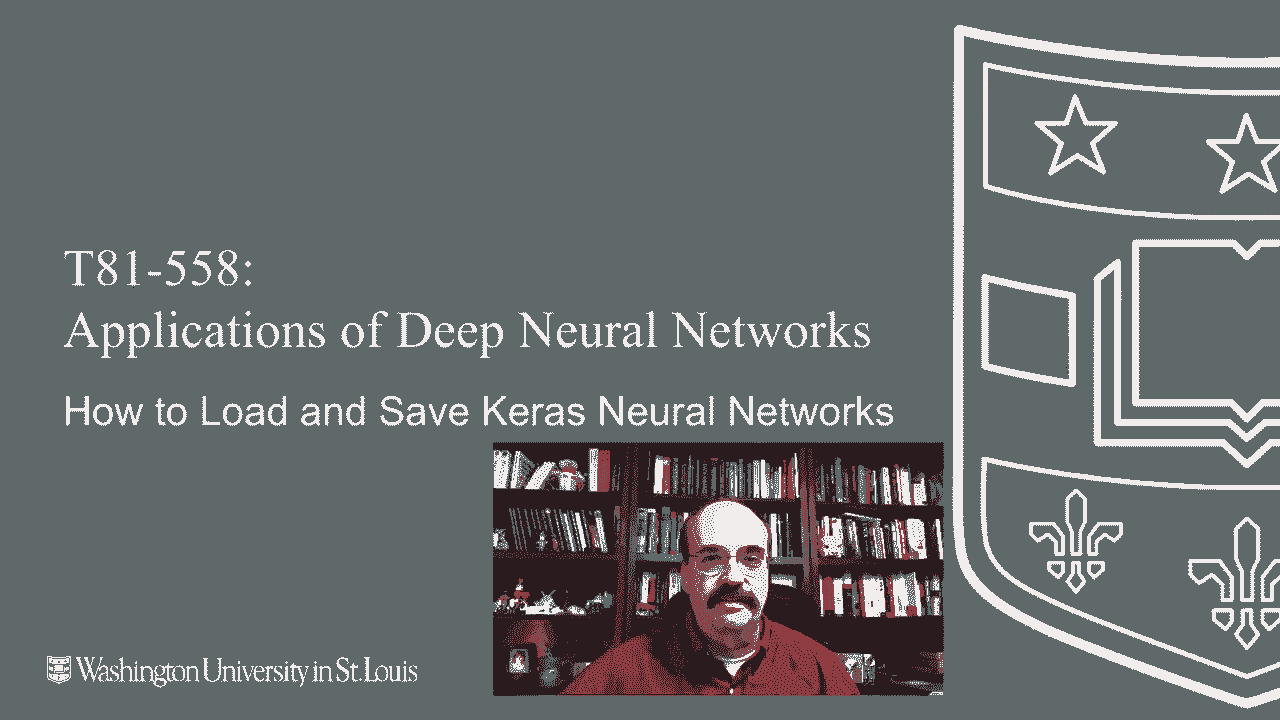 T81-558:
Applications of Deep Neural Networks
How to Load and Save Keras Neural Networks
Washington University in St. Louis